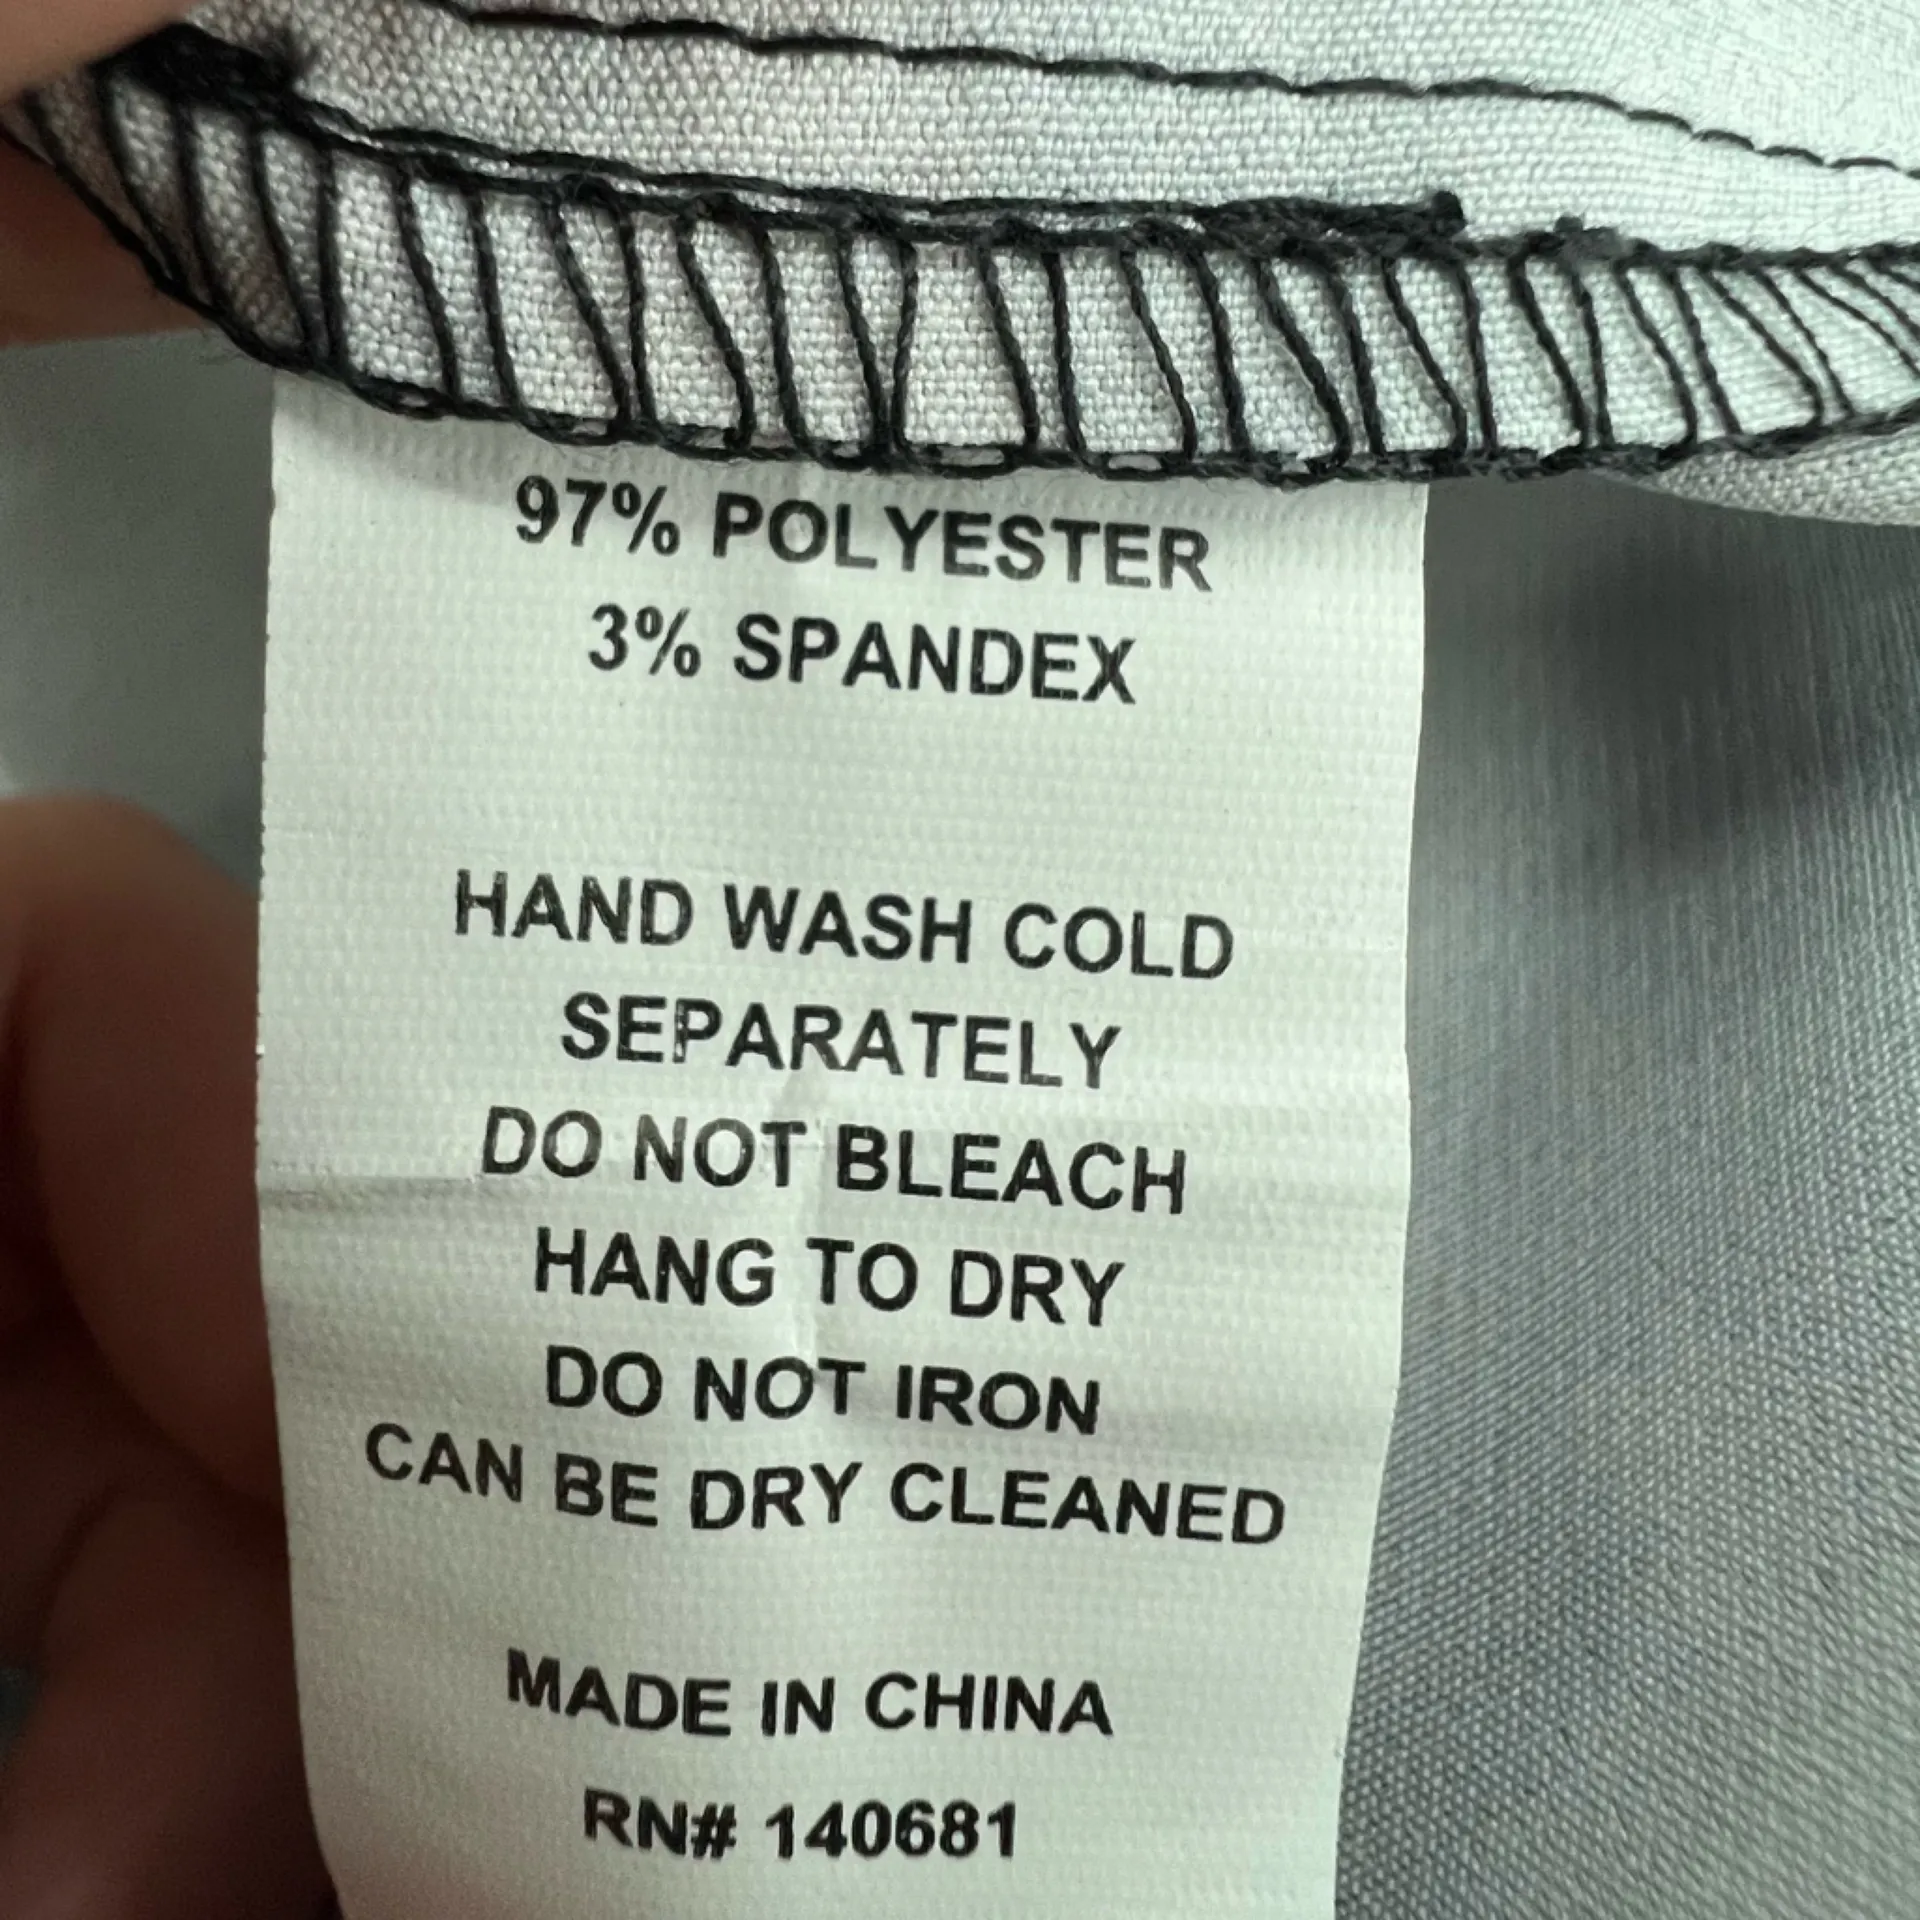 97% POLYESTER
3% SPANDEX
HAND WASH COLD
SEPARATELY
DO NOT BLEACH
HANG TO DRY
DO NOT IRON
CAN BE DRY CLEANED
MADE IN CHINA
RN# 140681